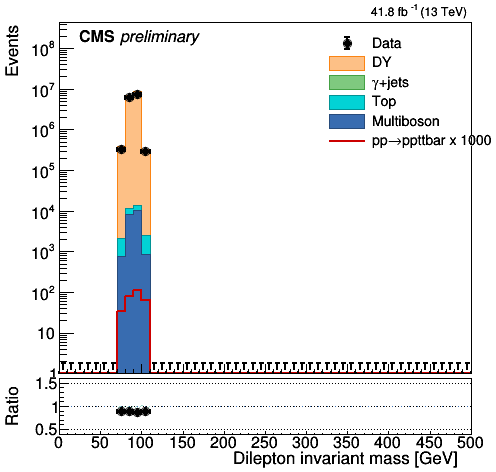 41.8 fb⁻¹ (13 TeV)
CMS preliminary
Events
10⁸
10⁷
10⁶
10⁵
10⁴
10³
10²
10
1
Data
DY
γ+jets
Top
Multiboson
pp→ppttbar x 1000
Ratio
1.5
1
0.5
0 50 100 150 200 250 300 350 400 450 500
Dilepton invariant mass [GeV]